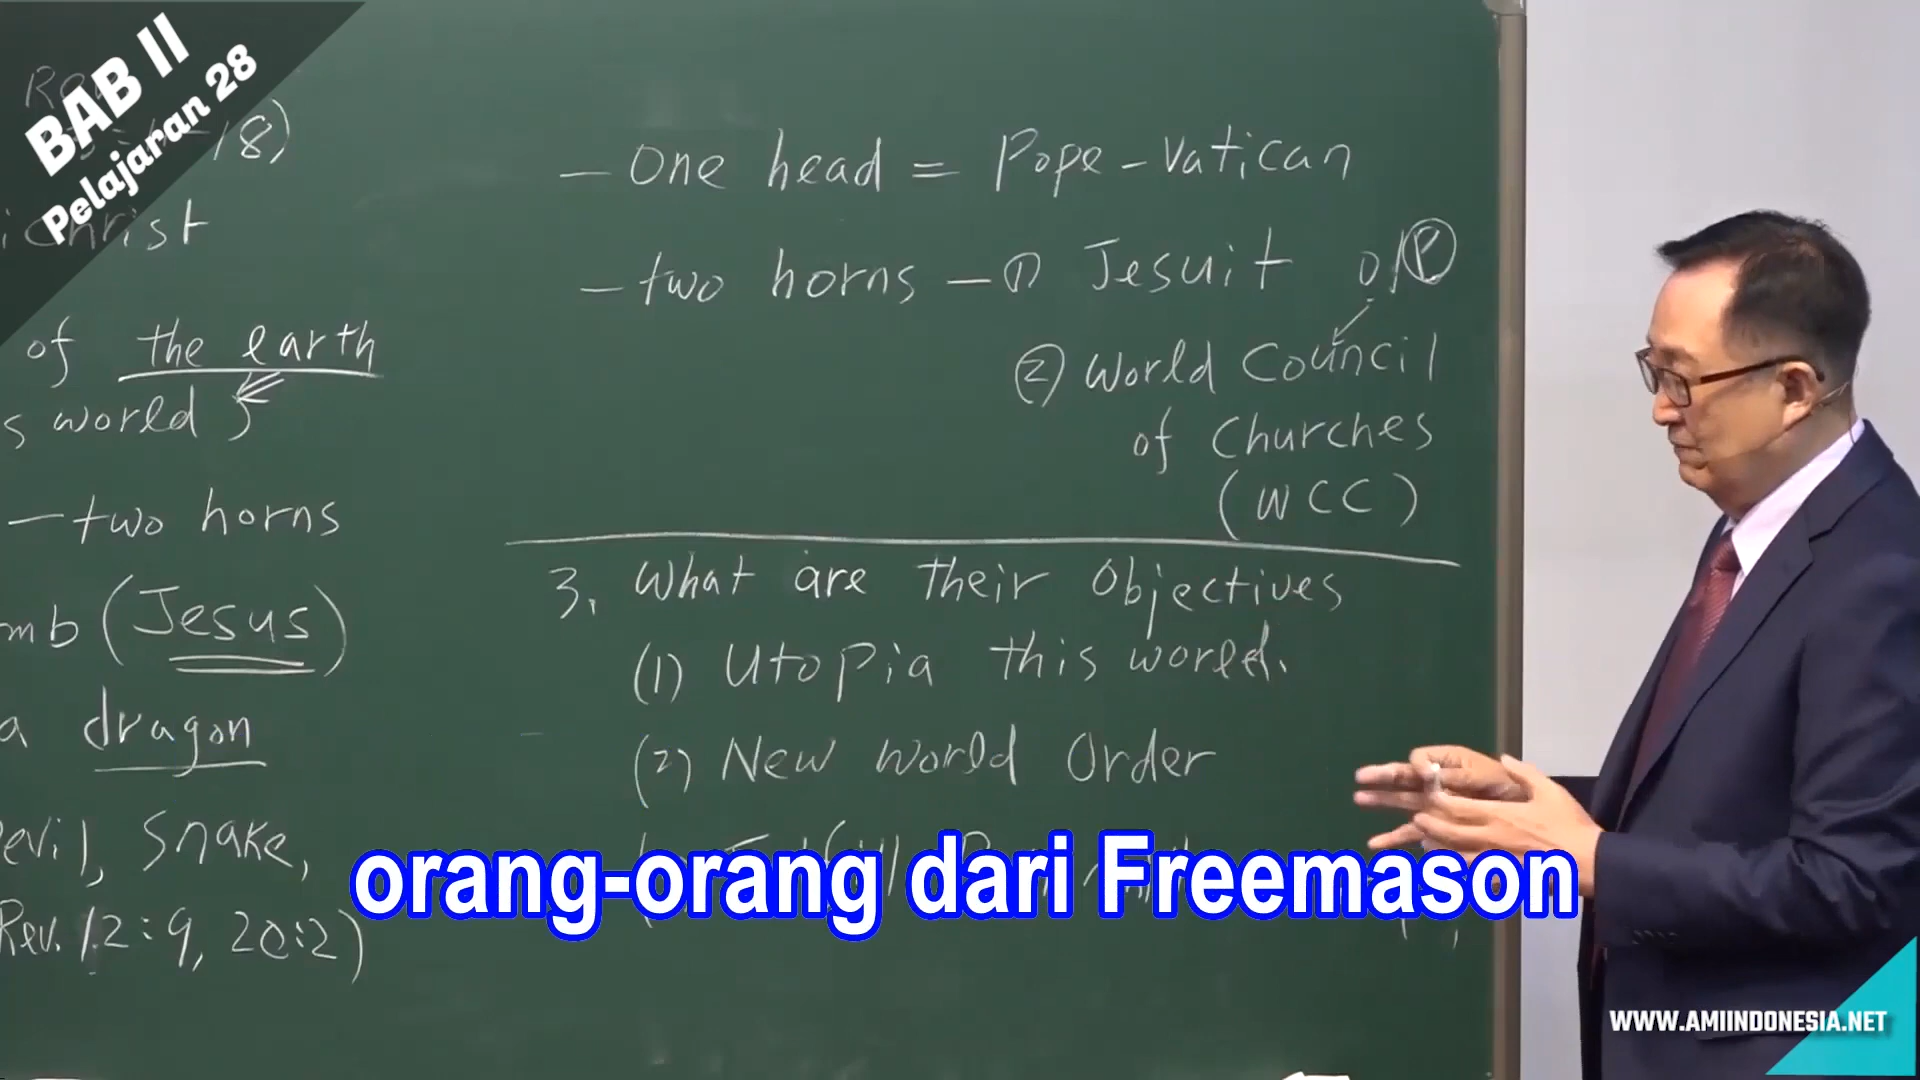 BAB II
Pelajaran 28
18)
christ
of the earth
s world)
- two horns
mb (Jesus)
a dragon
evil, snake,
Rev. 12:9, 20:2)
- One head = Pope - Vatican
- two horns - ① Jesuit
② World Council
of Churches
(WCC)
3. What are their Objectives
(1) Utopia this world.
(2) New World Order
orang-orang dari Freemason
WWW.AMIINDONESIA.NET